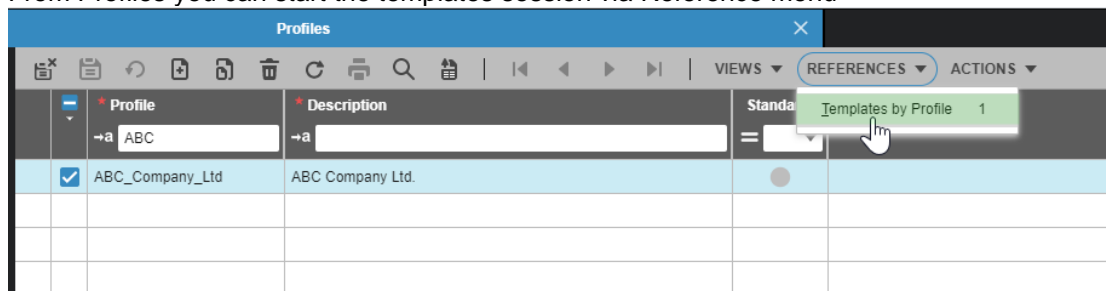 From Profiles you can start the templates session via Reference menu
Profiles
VIEWS REFERENCES ACTIONS
Templates by Profile 1
* Profile * Description Standa
ABC
ABC_Company_Ltd ABC Company Ltd.